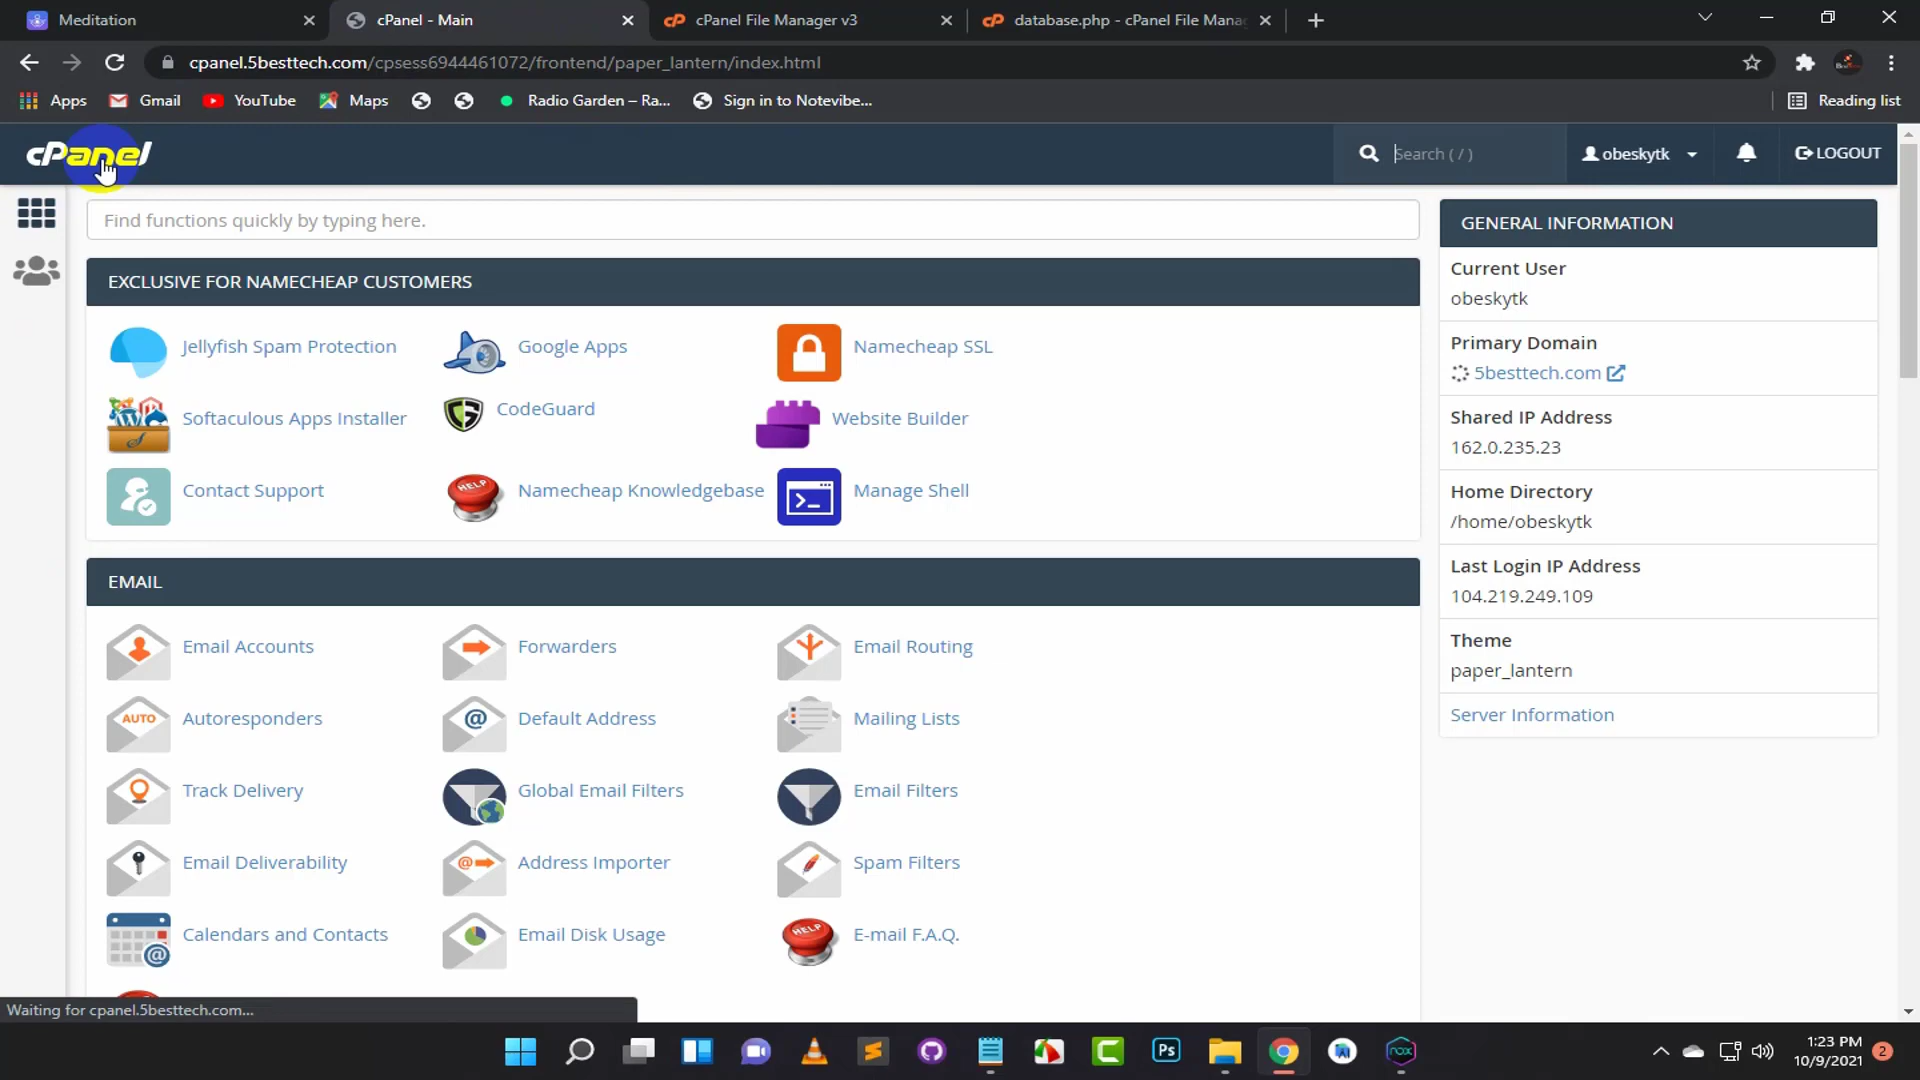 Meditation
cPanel - Main
cPanel File Manager v3
database.php - cPanel File Mana
cpanel.5besttech.com/cpsess6944461072/frontend/paper_lantern/index.html
Apps
Gmail
YouTube
Maps
Radio Garden – Ra...
Sign in to Notevibe...
Reading list
cPanel
Search ( / )
obeskytk
LOGOUT
Find functions quickly by typing here.
EXCLUSIVE FOR NAMECHEAP CUSTOMERS
Jellyfish Spam Protection
Google Apps
Namecheap SSL
Softaculous Apps Installer
CodeGuard
Website Builder
Contact Support
HELP
Namecheap Knowledgebase
Manage Shell
EMAIL
Email Accounts
Forwarders
Email Routing
AUTO
Autoresponders
Default Address
Mailing Lists
Track Delivery
Global Email Filters
Email Filters
Email Deliverability
Address Importer
Spam Filters
Calendars and Contacts
Email Disk Usage
HELP
E-mail F.A.Q.
GENERAL INFORMATION
Current User
obeskytk
Primary Domain
5besttech.com
Shared IP Address
162.0.235.23
Home Directory
/home/obeskytk
Last Login IP Address
104.219.249.109
Theme
paper_lantern
Server Information
Waiting for cpanel.5besttech.com...
Ps
nox
1:23 PM
10/9/2021
2